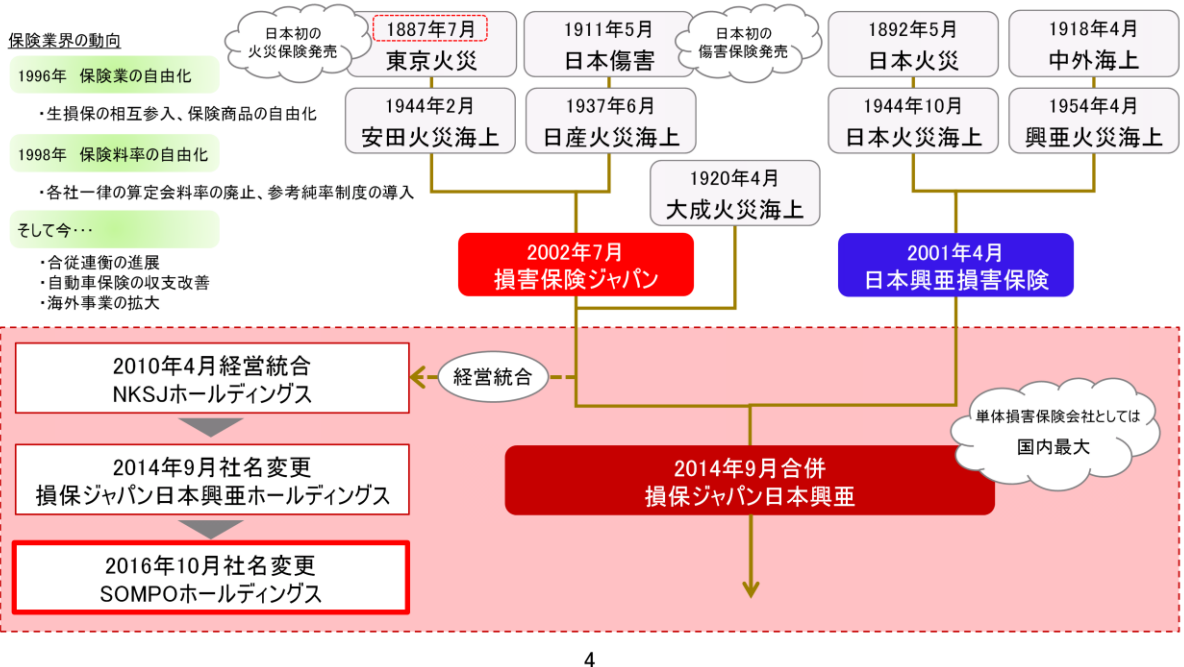 保険業界の動向
1996年 保険業の自由化
・生損保の相互参入、保険商品の自由化
1998年 保険料率の自由化
・各社一律の算定会料率の廃止、参考純率制度の導入
そして今･･･
・合従連衡の進展
・自動車保険の収支改善
・海外事業の拡大
日本初の
火災保険発売
1887年7月
東京火災
1911年5月
日本傷害
日本初の
傷害保険発売
1892年5月
日本火災
1918年4月
中外海上
1944年2月
安田火災海上
1937年6月
日産火災海上
1944年10月
日本火災海上
1954年4月
興亜火災海上
1920年4月
大成火災海上
2002年7月
損害保険ジャパン
2001年4月
日本興亜損害保険
2010年4月経営統合
NKSJホールディングス
経営統合
単体損害保険会社としては
国内最大
2014年9月社名変更
損保ジャパン日本興亜ホールディングス
2014年9月合併
損保ジャパン日本興亜
2016年10月社名変更
SOMPOホールディングス
4